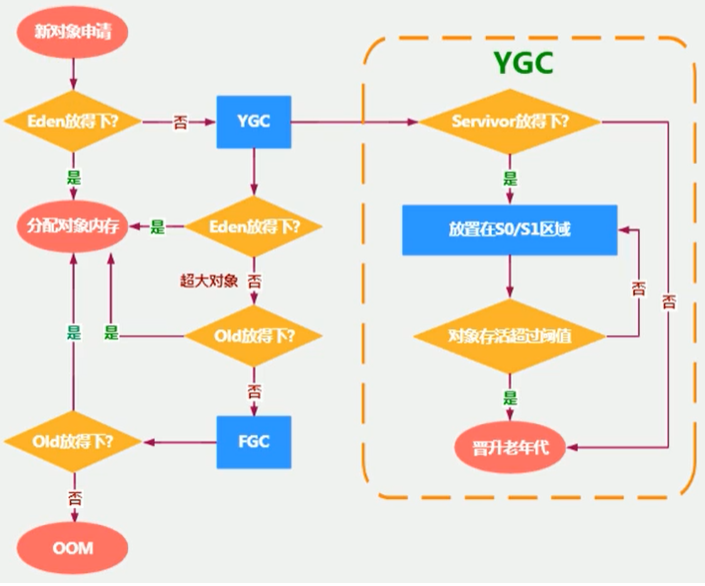 新对象申请
YGC
Eden放得下?
否
YGC
Servivor放得下?
是
是
分配对象内存
是
Eden放得下?
放置在S0/S1区域
超大对象
否
否
否
是
是
Old放得下?
对象存活超过阈值
否
是
Old放得下?
FGC
晋升老年代
否
OOM